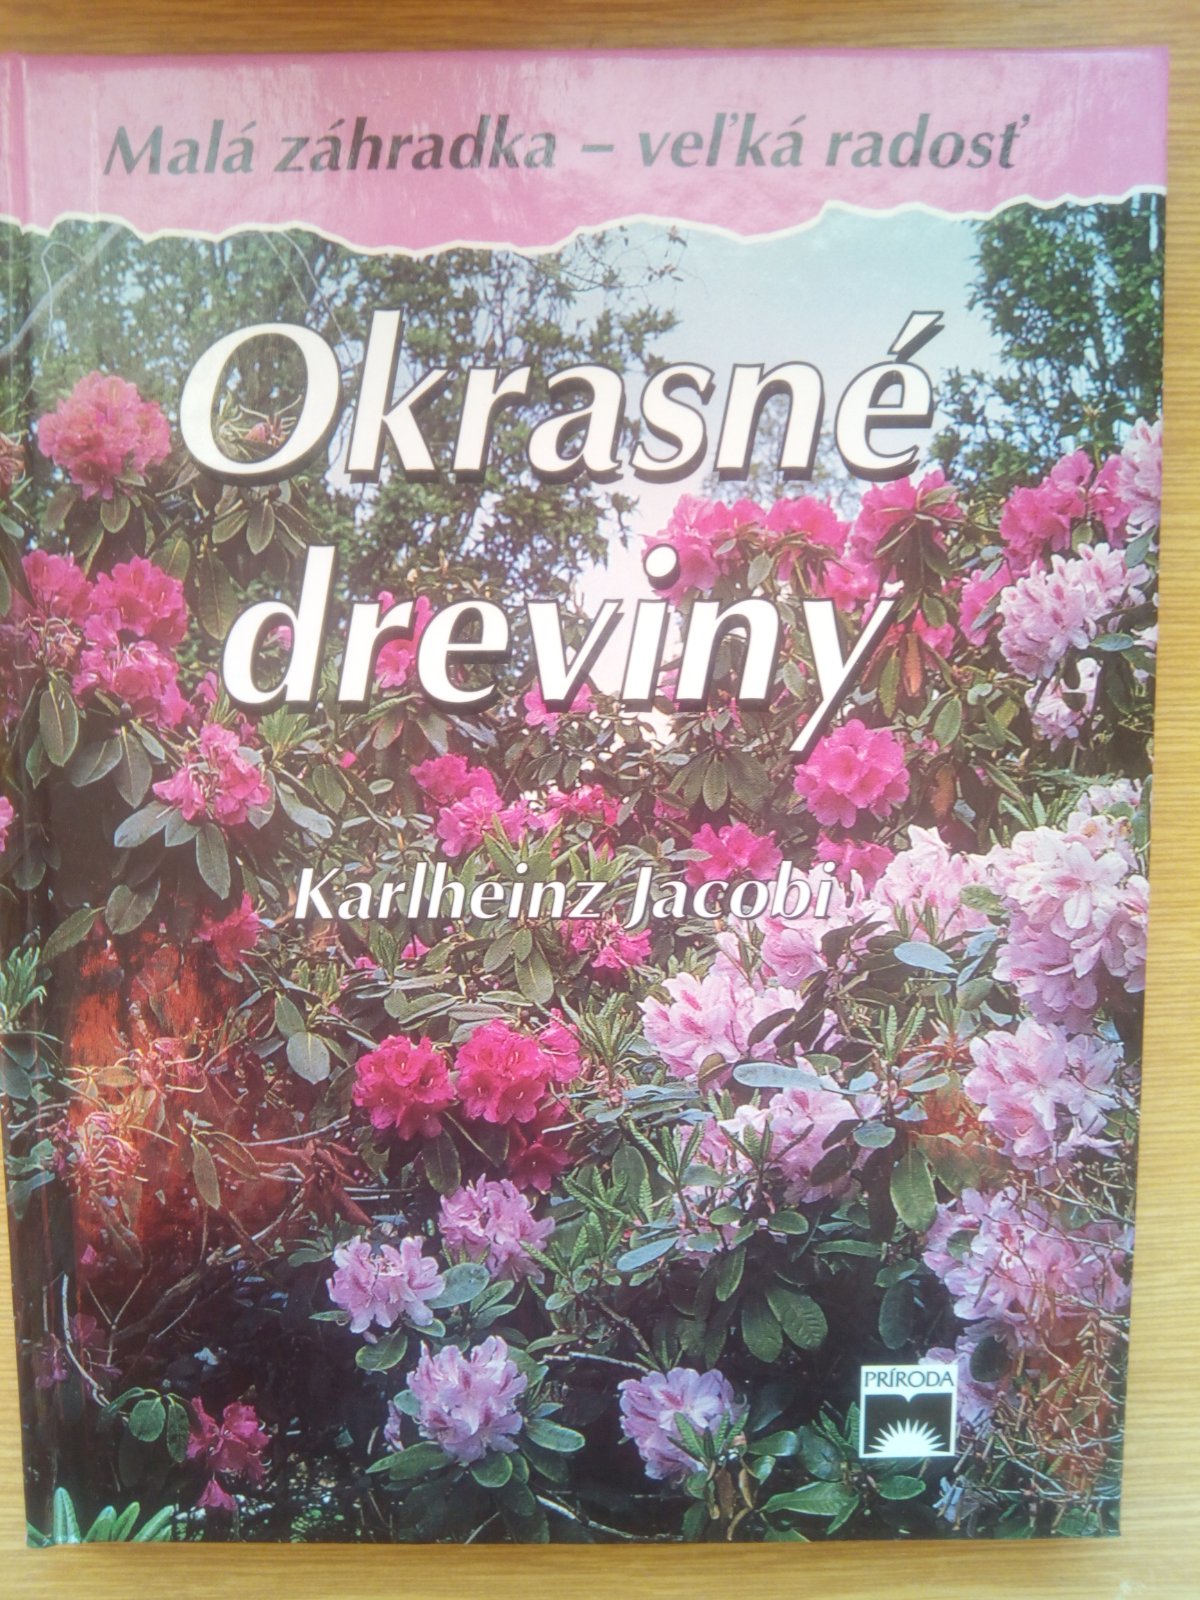 Malá záhradka – veľká radosť
Okrasné
dreviny
Karlheinz Jacobi
PRÍRODA